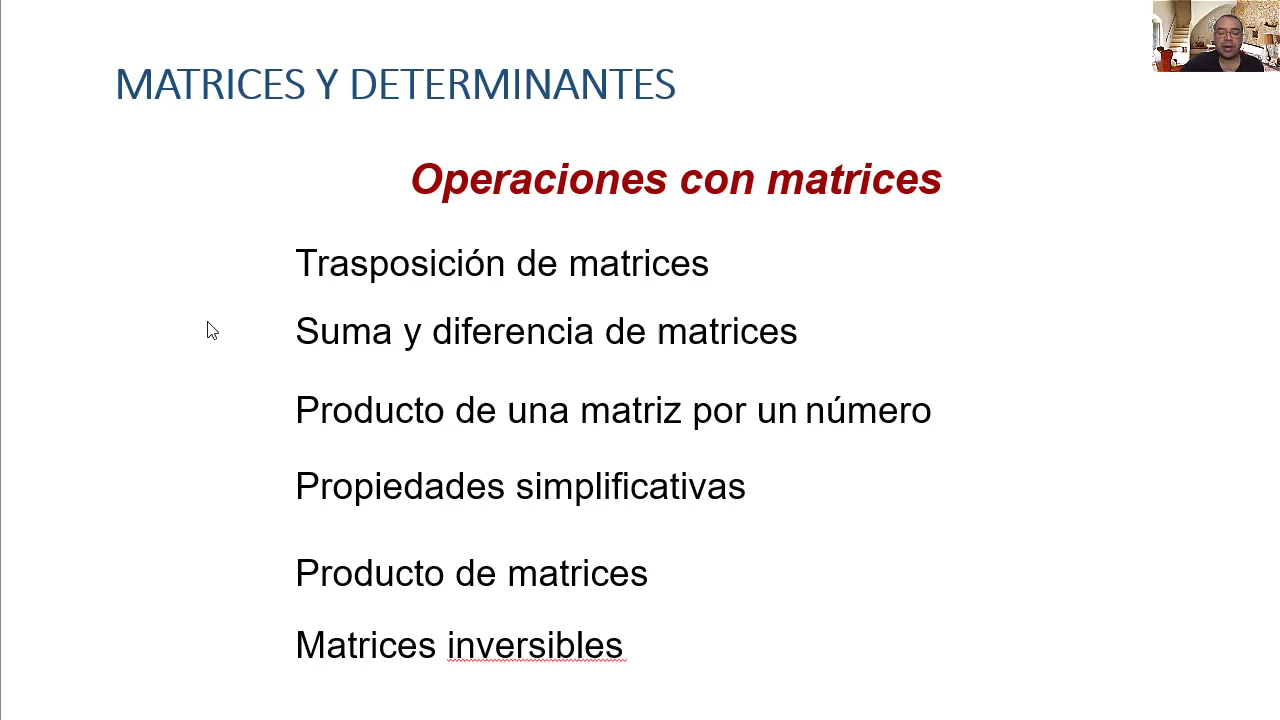 MATRICES Y DETERMINANTES
Operaciones con matrices
Trasposición de matrices
Suma y diferencia de matrices
Producto de una matriz por un número
Propiedades simplificativas
Producto de matrices
Matrices inversibles